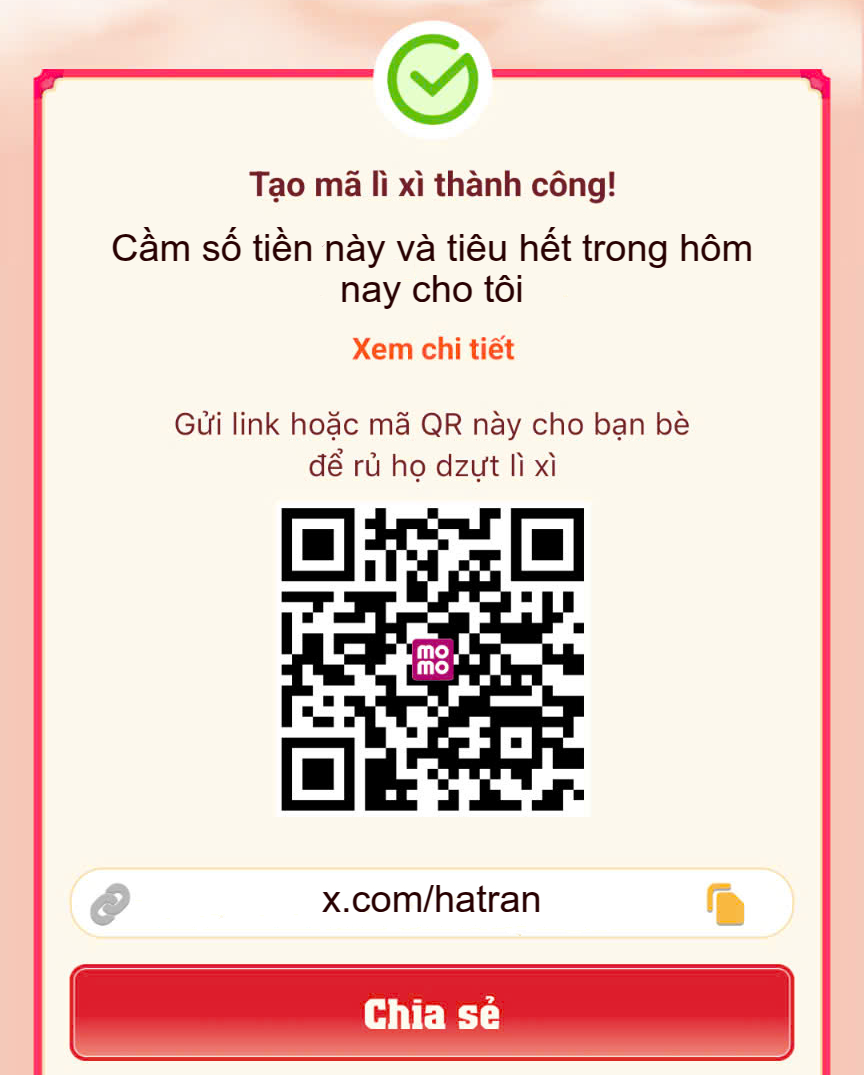 Tạo mã lì xì thành công!
Cầm số tiền này và tiêu hết trong hôm
nay cho tôi
Xem chi tiết
Gửi link hoặc mã QR này cho bạn bè
để rủ họ dzựt lì xì
mo
mo
x.com/hatran
Chia sẻ